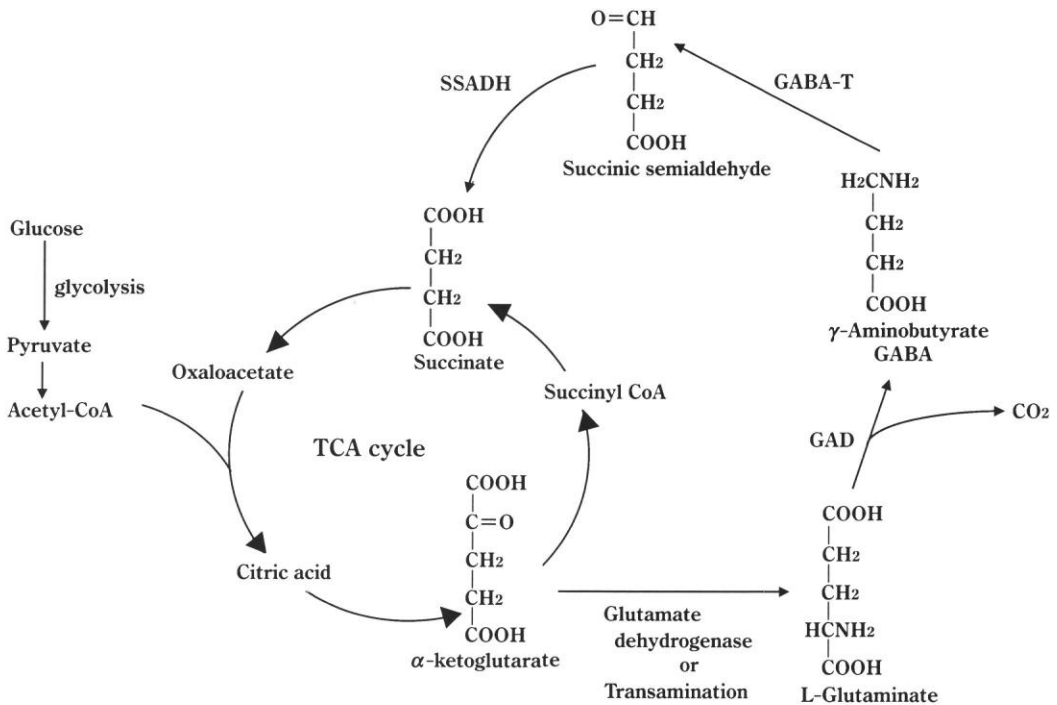 O=CH
CH2
CH2
COOH
Succinic semialdehyde
SSADH
GABA-T
H2CNH2
CH2
CH2
COOH
γ-Aminobutyrate
GABA
COOH
CH2
CH2
COOH
Succinate
Glucose
glycolysis
Pyruvate
Acetyl-CoA
Oxaloacetate
Succinyl CoA
TCA cycle
GAD
CO2
Citric acid
COOH
C=O
CH2
CH2
COOH
α-ketoglutarate
Glutamate
dehydrogenase
or
Transamination
COOH
CH2
CH2
HCNH2
COOH
L-Glutaminate